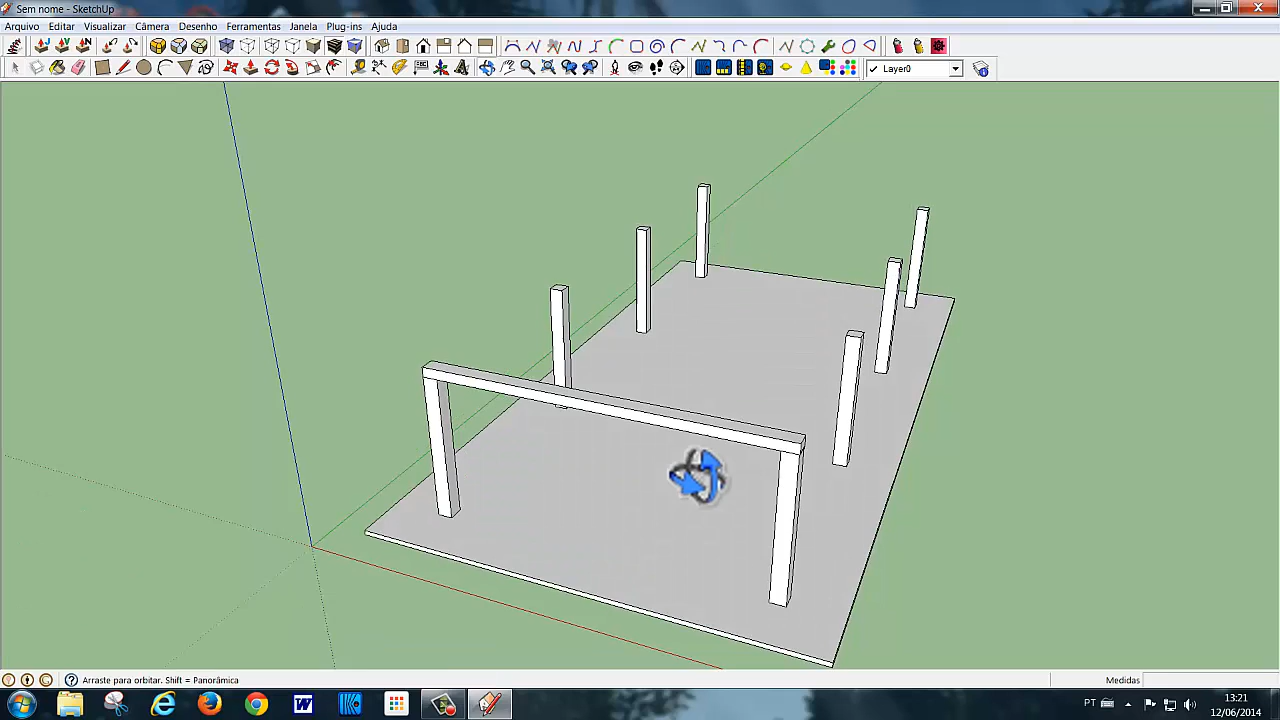 Sem nome - SketchUp
Arquivo Editar Visualizar Câmera Desenho Ferramentas Janela Plug-ins Ajuda
Layer0
Arraste para orbitar. Shift = Panorâmica
Medidas
PT
13:21
12/06/2014